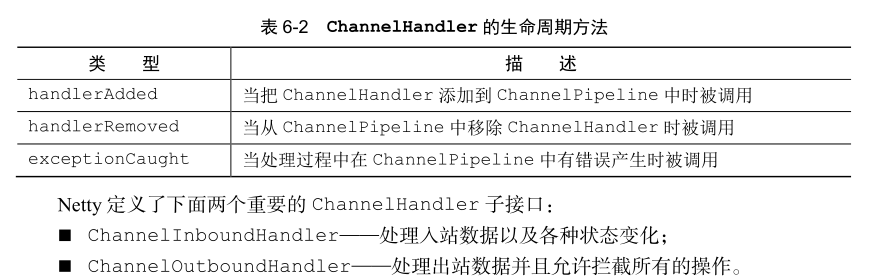 表 6-2 ChannelHandler 的生命周期方法
类 型 描 述
handlerAdded 当把 ChannelHandler 添加到 ChannelPipeline 中时被调用
handlerRemoved 当从 ChannelPipeline 中移除 ChannelHandler 时被调用
exceptionCaught 当处理过程中在 ChannelPipeline 中有错误产生时被调用
Netty 定义了下面两个重要的 ChannelHandler 子接口：
■ ChannelInboundHandler——处理入站数据以及各种状态变化；
■ ChannelOutboundHandler——处理出站数据并且允许拦截所有的操作。